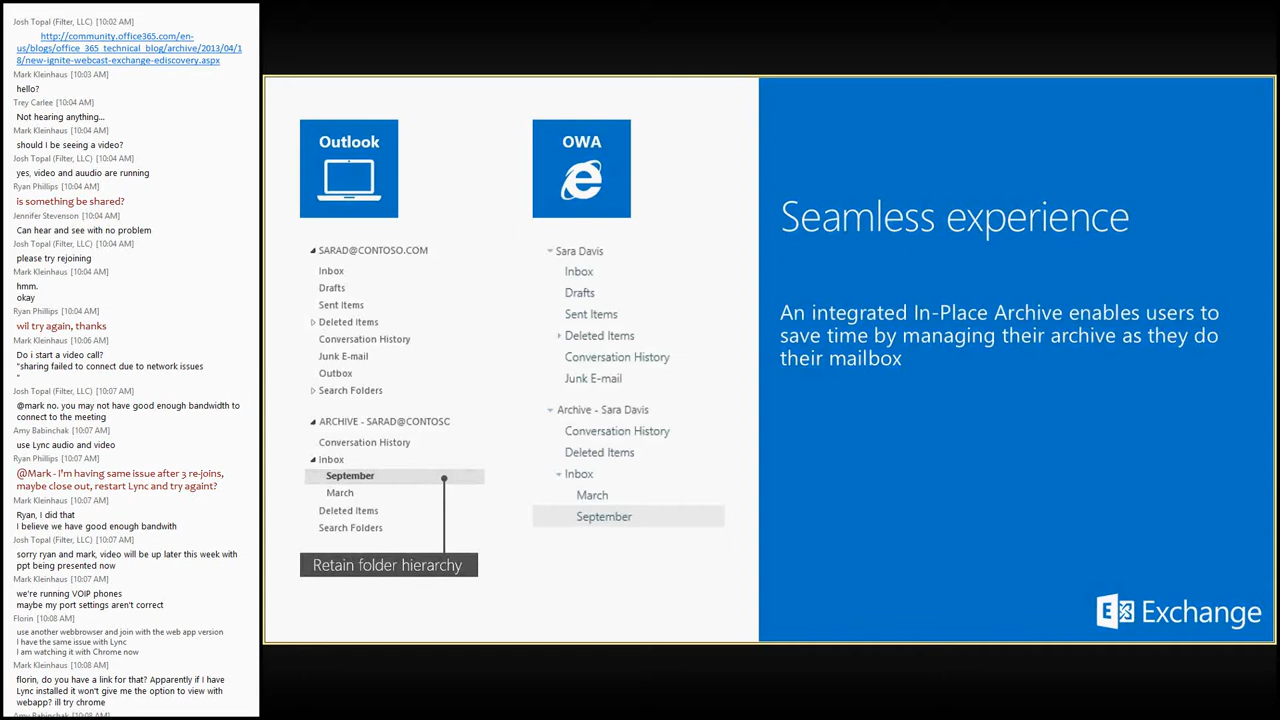 Josh Topal (Filter, LLC) [10:02 AM]
http://community.office365.com/en-
us/blogs/office_365_technical_blog/archive/2013/04/1
8/new-ignite-webcast-exchange-ediscovery.aspx
Mark Kleinhaus [10:03 AM]
hello?
Trey Carlee [10:04 AM]
Not hearing anything...
Mark Kleinhaus [10:04 AM]
should I be seeing a video?
Josh Topal (Filter, LLC) [10:04 AM]
yes, video and auudio are running
Ryan Phillips [10:04 AM]
is something be shared?
Jennifer Stevenson [10:04 AM]
Can hear and see with no problem
Josh Topal (Filter, LLC) [10:04 AM]
please try rejoining
Mark Kleinhaus [10:04 AM]
hmm.
okay
Ryan Phillips [10:04 AM]
wil try again, thanks
Mark Kleinhaus [10:06 AM]
Do i start a video call?
"sharing failed to connect due to network issues
"
Josh Topal (Filter, LLC) [10:07 AM]
@mark no. you may not have good enough bandwidth to
connect to the meeting
Amy Babinchak [10:07 AM]
use Lync audio and video
Ryan Phillips [10:07 AM]
@Mark - I'm having same issue after 3 re-joins,
maybe close out, restart Lync and try againt?
Mark Kleinhaus [10:07 AM]
Ryan, I did that
I believe we have good enough bandwith
Josh Topal (Filter, LLC) [10:07 AM]
sorry ryan and mark, video will be up later this week with
ppt being presented now
Mark Kleinhaus [10:07 AM]
we're running VOIP phones
maybe my port settings aren't correct
Florin [10:08 AM]
use another webbrowser and join with the web app version
I have the same issue with Lync
I am watching it with Chrome now
Mark Kleinhaus [10:08 AM]
florin, do you have a link for that? Apparently if I have
Lync installed it won't give me the option to view with
webapp? ill try chrome
Amy Babinchak [10:08 AM]
Outlook
SARAD@CONTOSO.COM
Inbox
Drafts
Sent Items
Deleted Items
Conversation History
Junk E-mail
Outbox
Search Folders
ARCHIVE - SARAD@CONTOSC
Conversation History
Inbox
September
March
Deleted Items
Search Folders
Retain folder hierarchy
OWA
Sara Davis
Inbox
Drafts
Sent Items
Deleted Items
Conversation History
Junk E-mail
Archive - Sara Davis
Conversation History
Deleted Items
Inbox
March
September
Seamless experience
An integrated In-Place Archive enables users to
save time by managing their archive as they do
their mailbox
Exchange